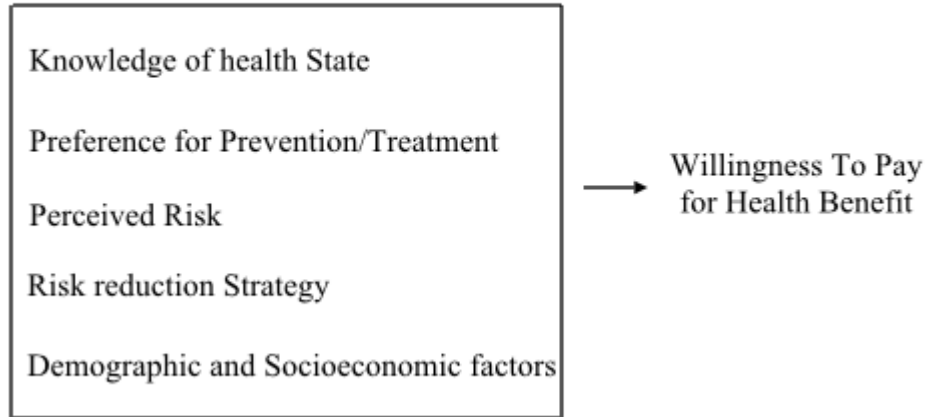 Knowledge of health State
Preference for Prevention/Treatment
Perceived Risk
Risk reduction Strategy
Demographic and Socioeconomic factors
Willingness To Pay
for Health Benefit